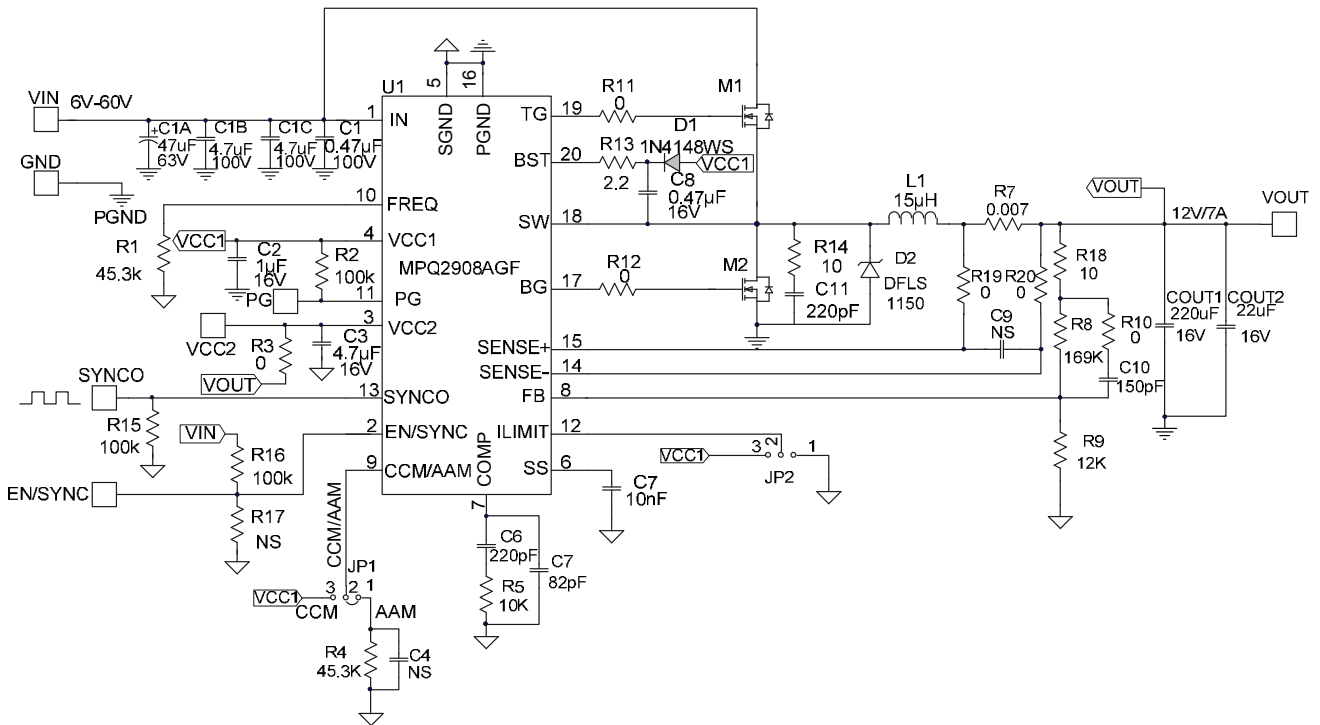 U1
MPQ2908AGF
5
SGND
16
PGND
VIN
6V-60V
1
IN
C1A
47uF
63V
C1B
4.7uF
100V
C1C
4.7uF
100V
C1
0.47uF
100V
GND
PGND
10
FREQ
R1
45.3k
VCC1
4
VCC1
C2
1uF
16V
R2
100k
PG
11
PG
VCC2
3
VCC2
R3
0
VOUT
C3
4.7µF
16V
SYNCO
13
SYNCO
R15
100k
VIN
R16
100k
2
EN/SYNC
EN/SYNC
R17
NS
9
CCM/AAM
CCM/AAM
JP1
VCC1
3
2
1
CCM
AAM
R4
45.3K
C4
NS
COMP
7
C6
220pF
R5
10K
C7
82pF
TG
19
R11
0
M1
BST
20
R13
2.2
D1
1N4148WS
VCC1
C8
0.47µF
16V
SW
18
BG
17
R12
0
M2
R14
10
C11
220pF
D2
DFLS
1150
L1
15µH
R7
0.007
R19
0
R20
0
C9
NS
SENSE+
15
SENSE-
14
FB
8
ILIMIT
12
VCC1
3
2
1
JP2
SS
6
C7
10nF
VOUT
12V/7A
VOUT
R18
10
R8
169K
R10
0
C10
150pF
R9
12K
COUT1
220uF
16V
COUT2
22uF
16V